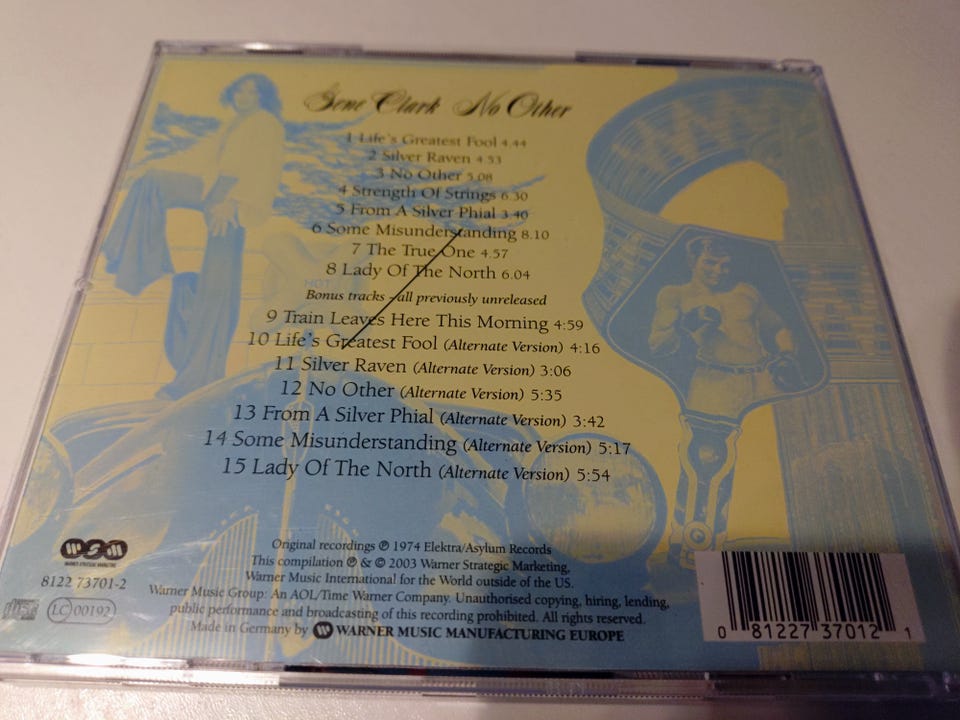 Gene Clark No Other
1 Life's Greatest Fool 4.44
2 Silver Raven 4.53
3 No Other 5.08
4 Strength Of Strings 6.30
5 From A Silver Phial 3.40
6 Some Misunderstanding 8.10
7 The True One 4.57
8 Lady Of The North 6.04
HOT
Bonus tracks - all previously unreleased
9 Train Leaves Here This Morning 4:59
10 Life's Greatest Fool (Alternate Version) 4:16
11 Silver Raven (Alternate Version) 3:06
12 No Other (Alternate Version) 5:35
13 From A Silver Phial (Alternate Version) 3:42
14 Some Misunderstanding (Alternate Version) 5:17
15 Lady Of The North (Alternate Version) 5:54
WSM
WARNER STRATEGIC MARKETING
8122 73701-2
LC 00192
Original recordings ℗ 1974 Elektra/Asylum Records
This compilation ℗ & © 2003 Warner Strategic Marketing,
Warner Music International for the World outside of the US.
Warner Music Group: An AOL/Time Warner Company. Unauthorised copying, hiring, lending,
public performance and broadcasting of this recording prohibited. All rights reserved.
Made in Germany by WARNER MUSIC MANUFACTURING EUROPE
0 81227 37012 1